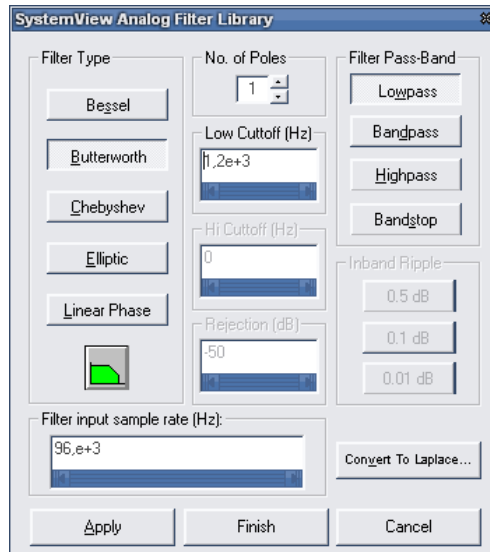 SystemView Analog Filter Library
Filter Type
Bessel
Butterworth
Chebyshev
Elliptic
Linear Phase
No. of Poles
1
Low Cuttoff (Hz)
1,2e+3
Hi Cuttoff (Hz)
0
Rejection (dB)
-50
Filter Pass-Band
Lowpass
Bandpass
Highpass
Bandstop
Inband Ripple
0.5 dB
0.1 dB
0.01 dB
Filter input sample rate (Hz):
96,e+3
Convert To Laplace...
Apply
Finish
Cancel